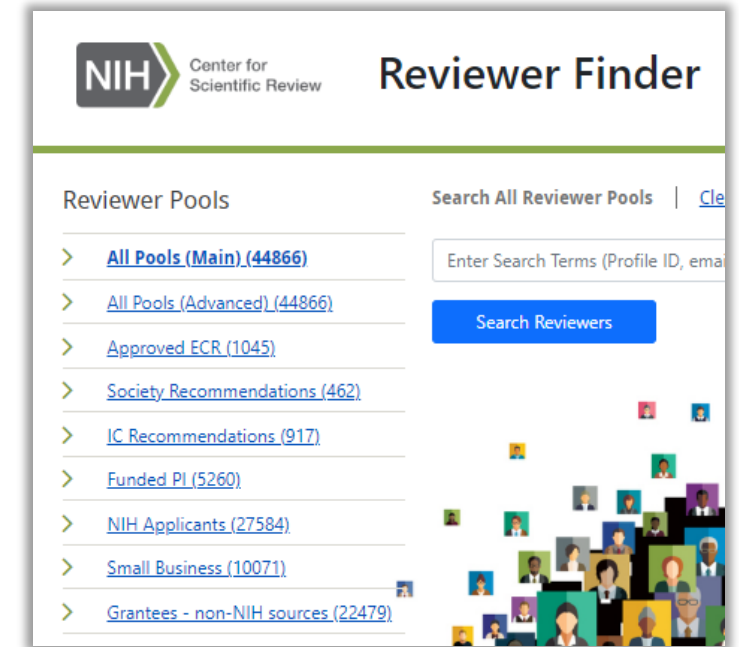 NIH
Center for
Scientific Review
Reviewer Finder
Reviewer Pools
All Pools (Main) (44866)
All Pools (Advanced) (44866)
Approved ECR (1045)
Society Recommendations (462)
IC Recommendations (917)
Funded PI (5260)
NIH Applicants (27584)
Small Business (10071)
Grantees - non-NIH sources (22479)
Search All Reviewer Pools | Cle
Enter Search Terms (Profile ID, emai
Search Reviewers